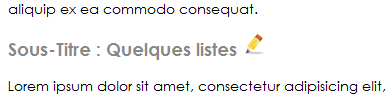 aliquip ex ea commodo consequat.
Sous-Titre : Quelques listes
Lorem ipsum dolor sit amet, consectetur adipisicing elit,